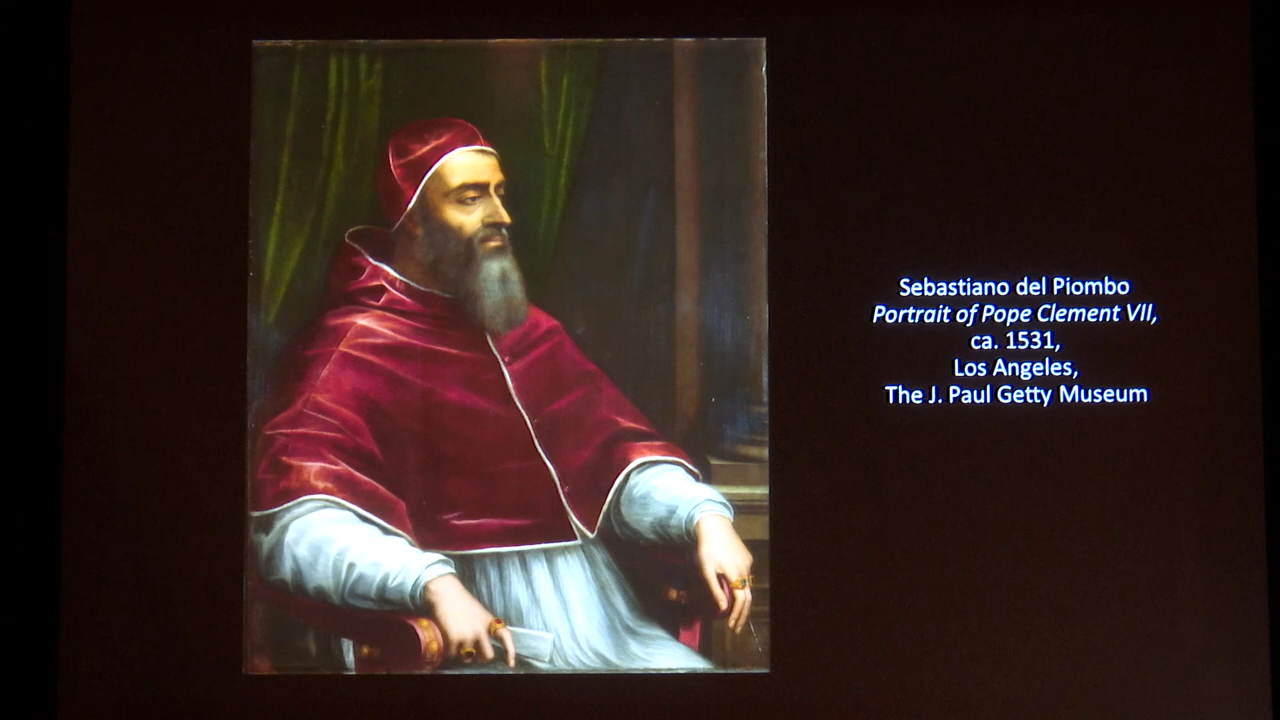 Sebastiano del Piombo
Portrait of Pope Clement VII,
ca. 1531,
Los Angeles,
The J. Paul Getty Museum